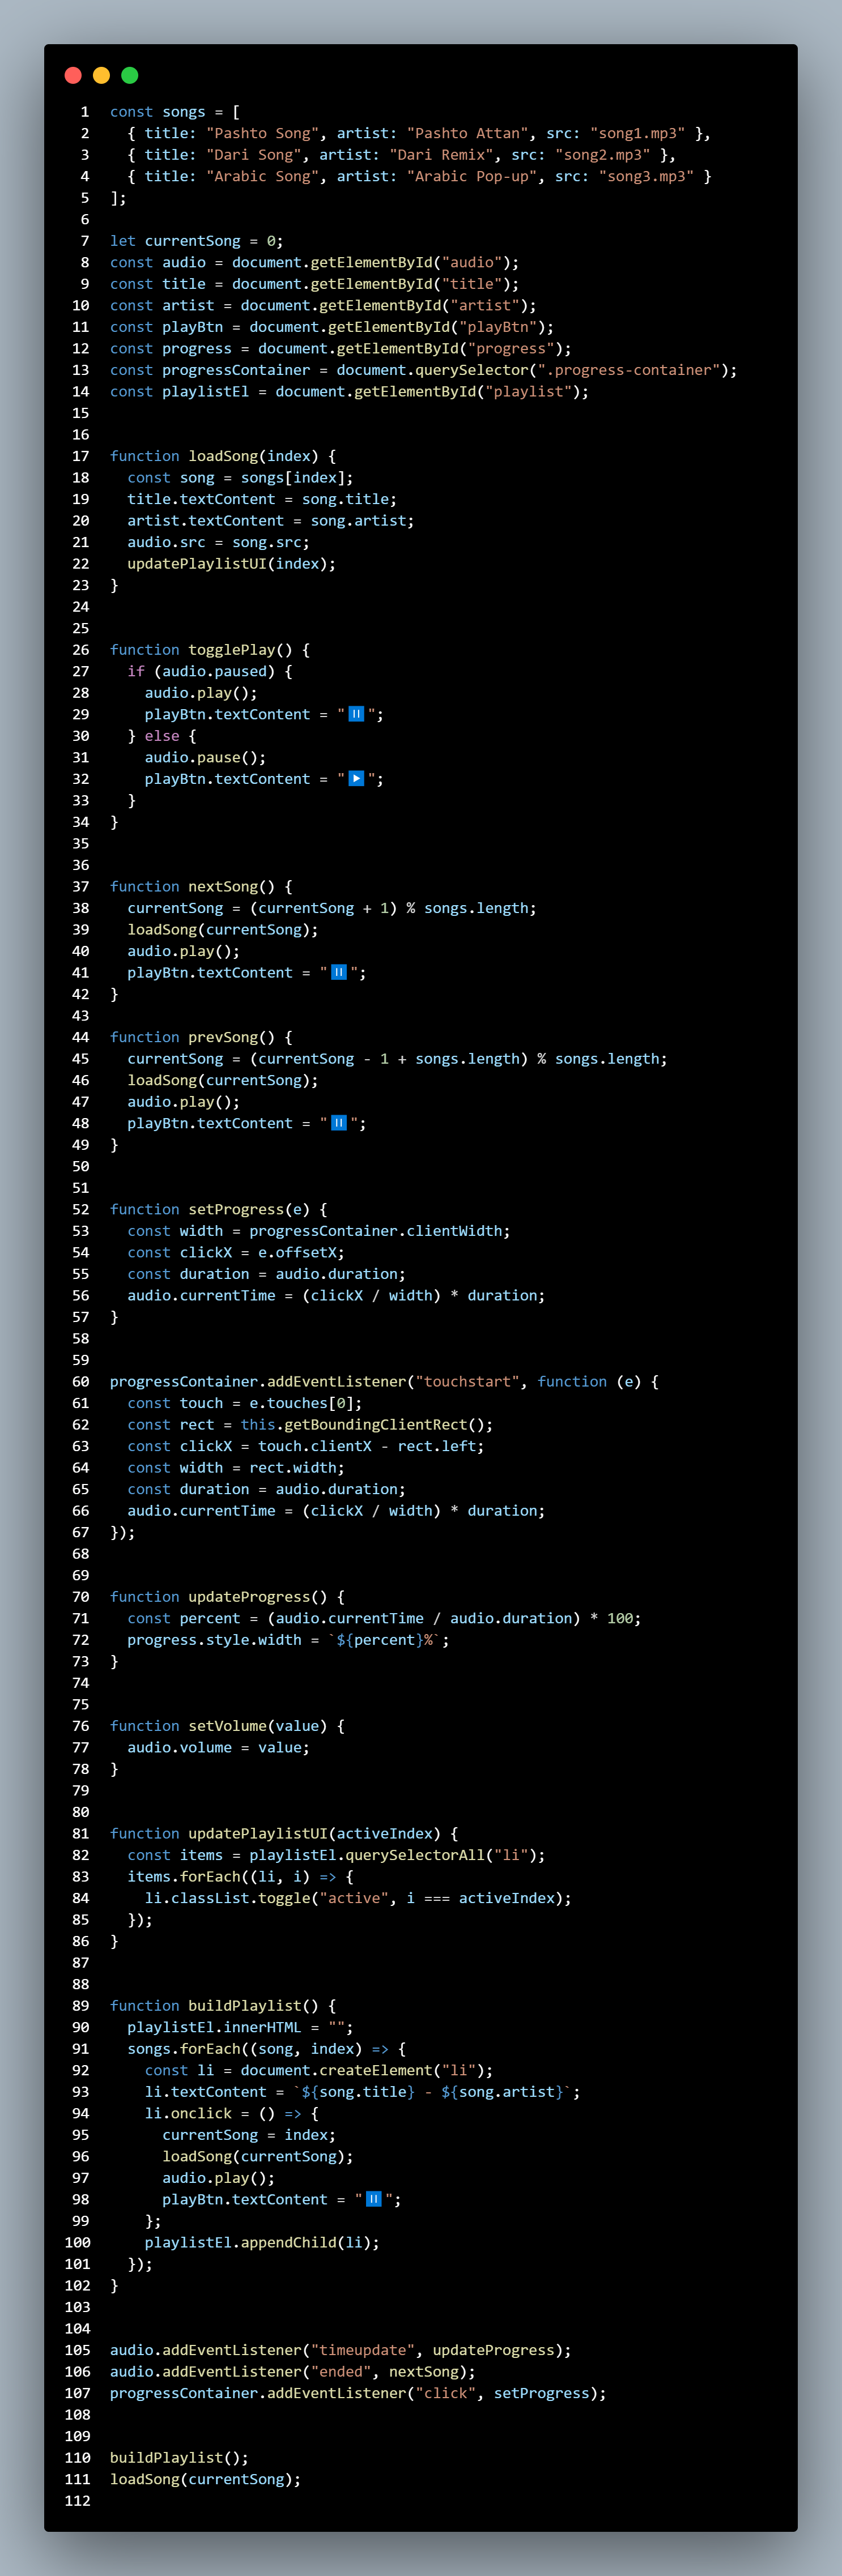 1 const songs = [
2   { title: "Pashto Song", artist: "Pashto Attan", src: "song1.mp3" },
3   { title: "Dari Song", artist: "Dari Remix", src: "song2.mp3" },
4   { title: "Arabic Song", artist: "Arabic Pop-up", src: "song3.mp3" }
5 ];
6
7 let currentSong = 0;
8 const audio = document.getElementById("audio");
9 const title = document.getElementById("title");
10 const artist = document.getElementById("artist");
11 const playBtn = document.getElementById("playBtn");
12 const progress = document.getElementById("progress");
13 const progressContainer = document.querySelector(".progress-container");
14 const playlistEl = document.getElementById("playlist");
15
16
17 function loadSong(index) {
18   const song = songs[index];
19   title.textContent = song.title;
20   artist.textContent = song.artist;
21   audio.src = song.src;
22   updatePlaylistUI(index);
23 }
24
25
26 function togglePlay() {
27   if (audio.paused) {
28     audio.play();
29     playBtn.textContent = "⏸️";
30   } else {
31     audio.pause();
32     playBtn.textContent = "▶️";
33   }
34 }
35
36
37 function nextSong() {
38   currentSong = (currentSong + 1) % songs.length;
39   loadSong(currentSong);
40   audio.play();
41   playBtn.textContent = "⏸️";
42 }
43
44 function prevSong() {
45   currentSong = (currentSong - 1 + songs.length) % songs.length;
46   loadSong(currentSong);
47   audio.play();
48   playBtn.textContent = "⏸️";
49 }
50
51
52 function setProgress(e) {
53   const width = progressContainer.clientWidth;
54   const clickX = e.offsetX;
55   const duration = audio.duration;
56   audio.currentTime = (clickX / width) * duration;
57 }
58
59
60 progressContainer.addEventListener("touchstart", function (e) {
61   const touch = e.touches[0];
62   const rect = this.getBoundingClientRect();
63   const clickX = touch.clientX - rect.left;
64   const width = rect.width;
65   const duration = audio.duration;
66   audio.currentTime = (clickX / width) * duration;
67 });
68
69
70 function updateProgress() {
71   const percent = (audio.currentTime / audio.duration) * 100;
72   progress.style.width = `${percent}%`;
73 }
74
75
76 function setVolume(value) {
77   audio.volume = value;
78 }
79
80
81 function updatePlaylistUI(activeIndex) {
82   const items = playlistEl.querySelectorAll("li");
83   items.forEach((li, i) => {
84     li.classList.toggle("active", i === activeIndex);
85   });
86 }
87
88
89 function buildPlaylist() {
90   playlistEl.innerHTML = "";
91   songs.forEach((song, index) => {
92     const li = document.createElement("li");
93     li.textContent = `${song.title} - ${song.artist}`;
94     li.onclick = () => {
95       currentSong = index;
96       loadSong(currentSong);
97       audio.play();
98       playBtn.textContent = "⏸️";
99     };
100     playlistEl.appendChild(li);
101   });
102 }
103
104
105 audio.addEventListener("timeupdate", updateProgress);
106 audio.addEventListener("ended", nextSong);
107 progressContainer.addEventListener("click", setProgress);
108
109
110 buildPlaylist();
111 loadSong(currentSong);
112